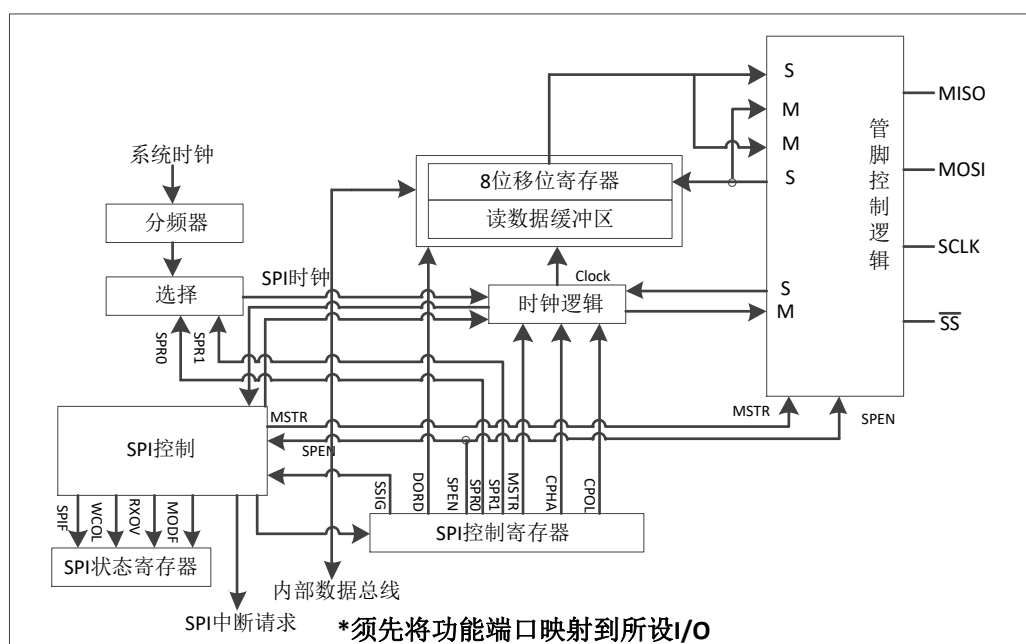 S
MISO
M
管脚控制逻辑
系统时钟
M
8位移位寄存器
S
MOSI
分频器
读数据缓冲区
SCLK
SPI时钟
Clock
选择
时钟逻辑
S
M
SS
SPR0
SPR1
MSTR
SPEN
MSTR
SPI控制
SPEN
SSIG
DORD
SPEN
SPR0
SPR1
MSTR
CPHA
CPOL
SPIF
WCOL
RXOV
MODF
SPI控制寄存器
SPI状态寄存器
内部数据总线
SPI中断请求
*须先将功能端口映射到所设I/O